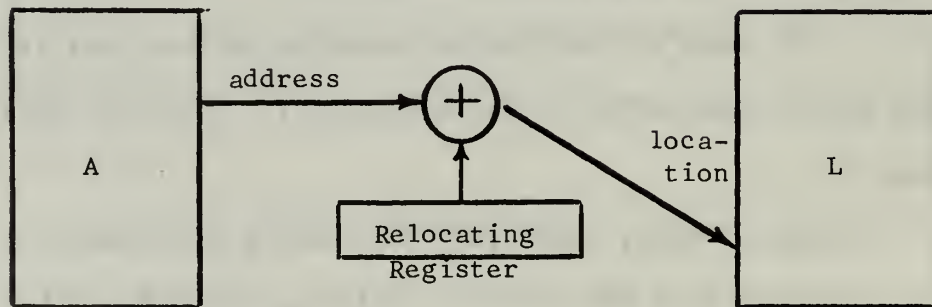 address
+
loca-
tion
A
L
Relocating
Register